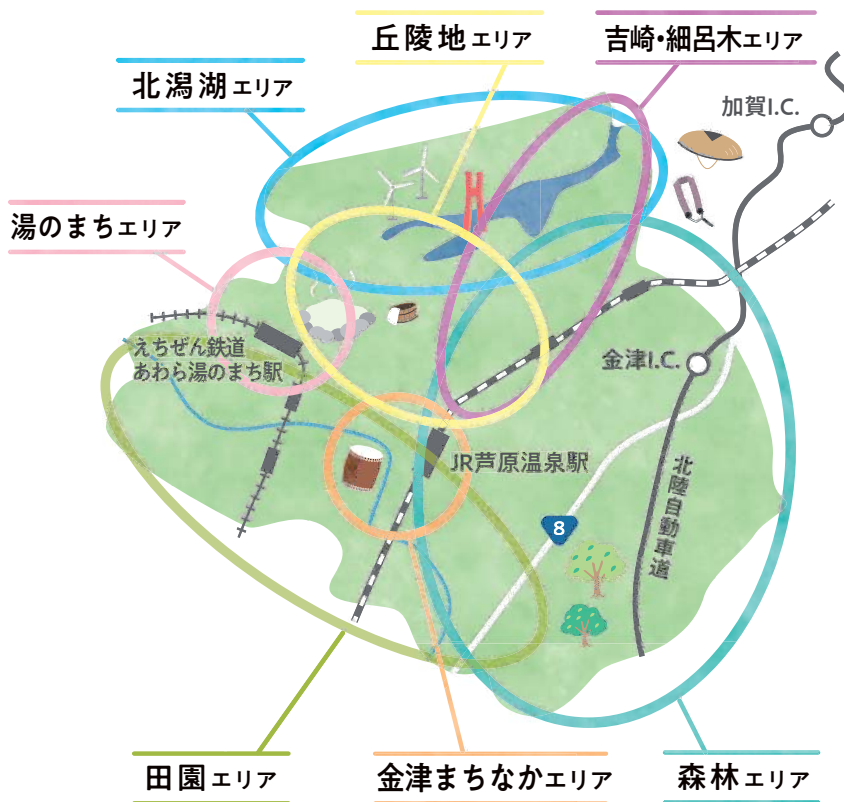 丘陵地エリア
吉崎・細呂木エリア
北潟湖エリア
加賀I.C.
湯のまちエリア
えちぜん鉄道
あわら湯のまち駅
金津I.C.
JR芦原温泉駅
北陸自動車道
8
田園エリア
金津まちなかエリア
森林エリア